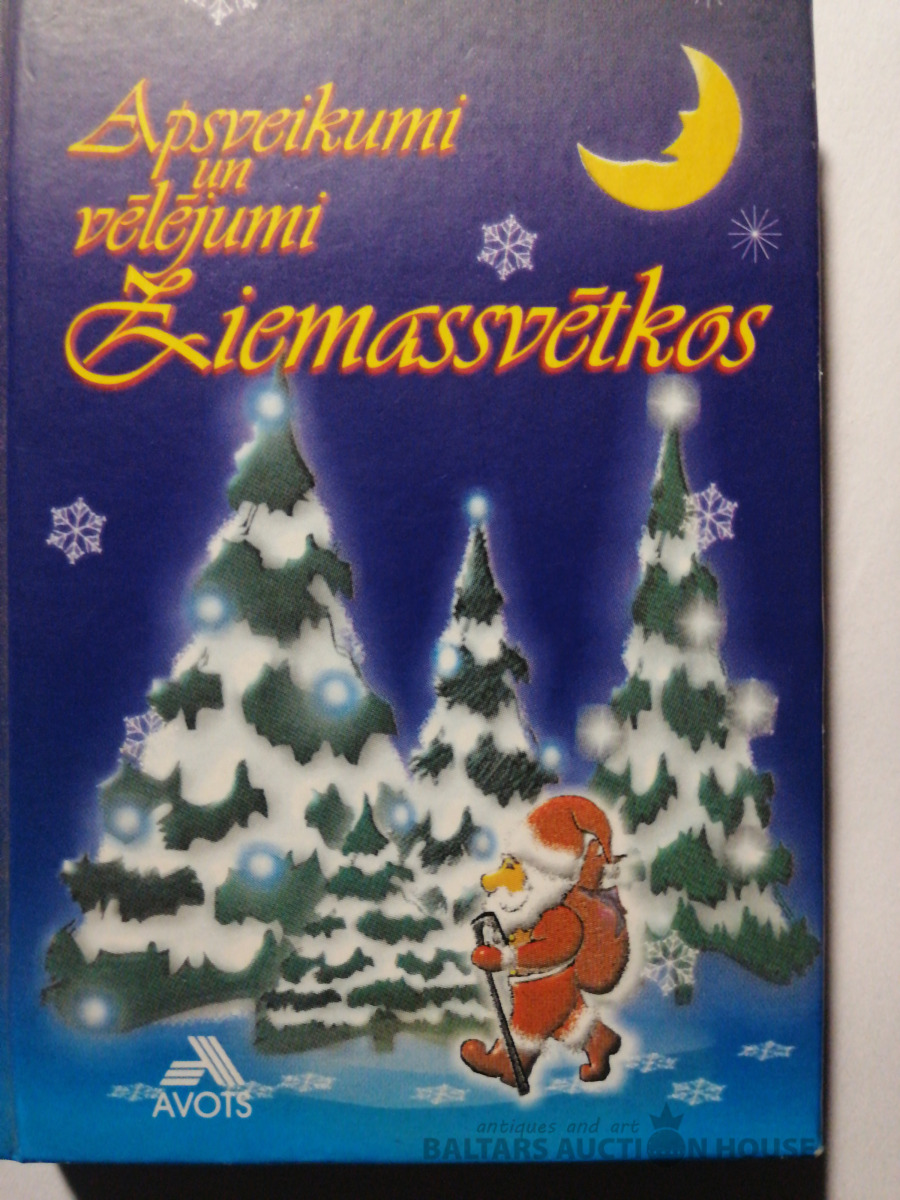 Apsveikumi
un
vēlējumi
Ziemassvētkos
AVOTS
antiques and art
BALTARS AUCTION HOUSE